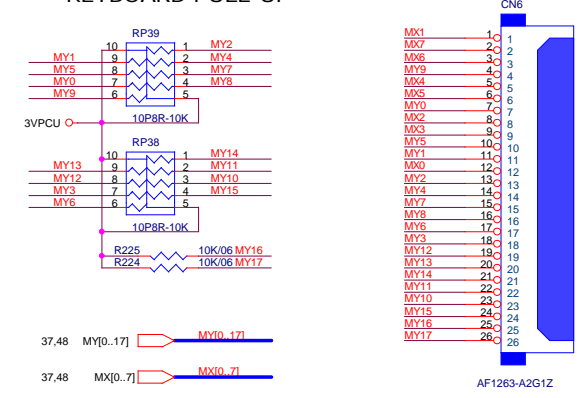 CN6
RP39
10 1 MY2
MY1 9 2 MY4
MY5 8 3 MY7
MY0 7 4 MY8
MY9 6 5
3VPCU
10P8R-10K
RP38
10 1 MY14
MY13 9 2 MY11
MY12 8 3 MY10
MY3 7 4 MY15
MY6 6 5
10P8R-10K
R225 10K/06 MY16
R224 10K/06 MY17
37,48 MY[0..17] MY[0..17]
37,48 MX[0..7] MX[0..7]
MX1 1 1
MX7 2 2
MX6 3 3
MY9 4 4
MX4 5 5
MX5 6 6
MY0 7 7
MX2 8 8
MX3 9 9
MY5 10 10
MY1 11 11
MX0 12 12
MY2 13 13
MY4 14 14
MY7 15 15
MY8 16 16
MY6 17 17
MY3 18 18
MY12 19 19
MY13 20 20
MY14 21 21
MY11 22 22
MY10 23 23
MY15 24 24
MY16 25 25
MY17 26 26
AF1263-A2G1Z